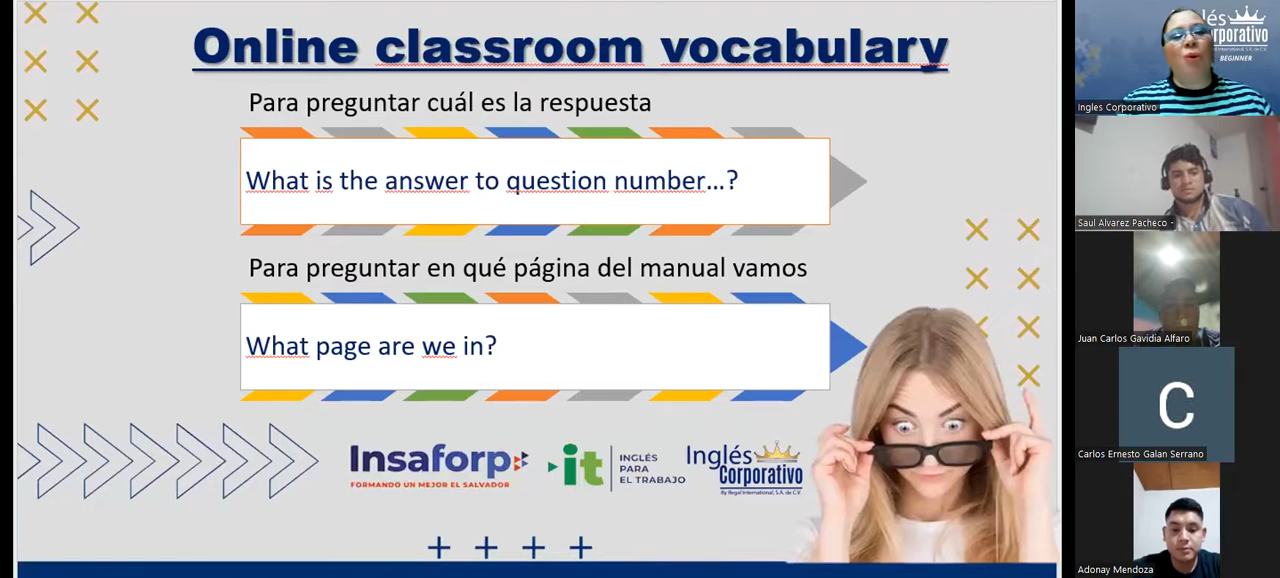 Online classroom vocabulary
Para preguntar cuál es la respuesta
What is the answer to question number...?
Para preguntar en qué página del manual vamos
What page are we in?
Insaforp
FORMANDO UN MEJOR EL SALVADOR
it
INGLÉS
PARA
EL TRABAJO
Inglés
Corporativo
By Regal International, S.A. de C.V.
lés
orporativo
BEGINNER
Ingles Corporativo
Saul Alvarez Pacheco -
Juan Carlos Gavidia Alfaro
C
Carlos Ernesto Galan Serrano
Adonay Mendoza